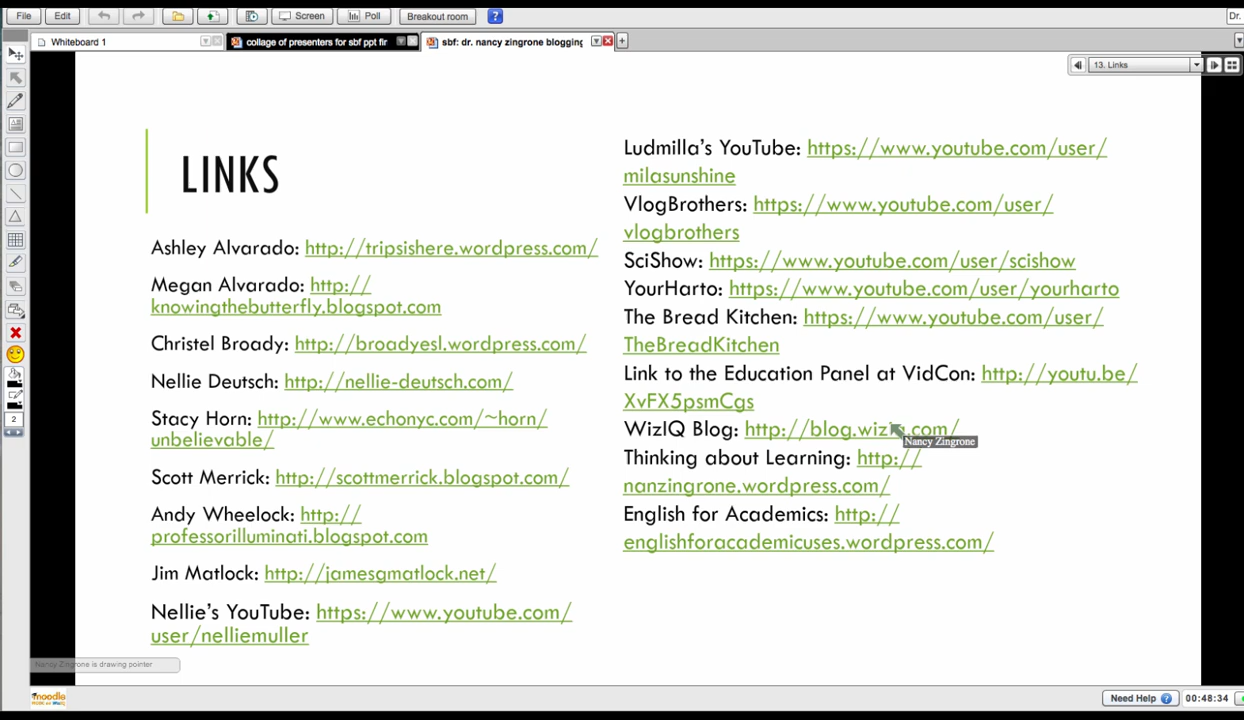 File
Edit
Screen
Poll
Breakout room
?
Dr.
Whiteboard 1
collage of presenters for sbf ppt fir
sbf: dr. nancy zingrone blogging
13. Links
LINKS
Ashley Alvarado: http://tripsishere.wordpress.com/
Megan Alvarado: http://
knowingthebutterfly.blogspot.com
Christel Broady: http://broadyesl.wordpress.com/
Nellie Deutsch: http://nellie-deutsch.com/
Stacy Horn: http://www.echonyc.com/~horn/
unbelievable/
Scott Merrick: http://scottmerrick.blogspot.com/
Andy Wheelock: http://
professorilluminati.blogspot.com
Jim Matlock: http://jamesgmatlock.net/
Nellie's YouTube: https://www.youtube.com/
user/nelliemuller
Ludmilla's YouTube: https://www.youtube.com/user/
milasunshine
VlogBrothers: https://www.youtube.com/user/
vlogbrothers
SciShow: https://www.youtube.com/user/scishow
YourHarto: https://www.youtube.com/user/yourharto
The Bread Kitchen: https://www.youtube.com/user/
TheBreadKitchen
Link to the Education Panel at VidCon: http://youtu.be/
XvFX5psmCgs
WizIQ Blog: http://blog.wiz .com/
Nancy Zingrone
Thinking about Learning: http://
nanzingrone.wordpress.com/
English for Academics: http://
englishforacademicuses.wordpress.com/
2
Nancy Zingrone is drawing pointer
moodle
Need Help ?
00:48:34